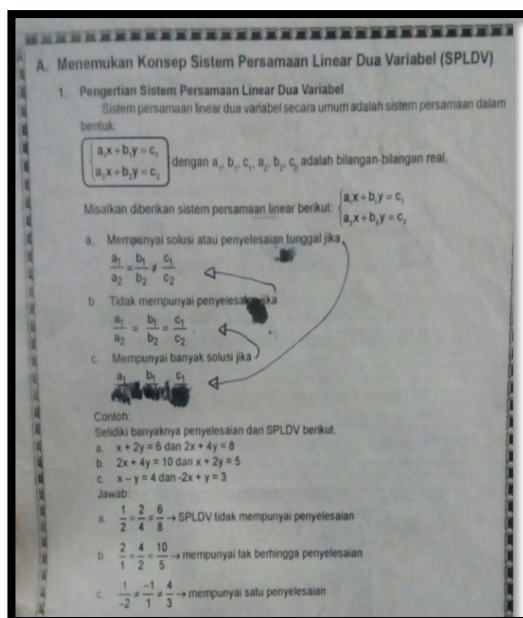 A. Menemukan Konsep Sistem Persamaan Linear Dua Variabel (SPLDV)
1. Pengertian Sistem Persamaan Linear Dua Variabel
Sistem persamaan linear dua variabel secara umum adalah sistem persamaan dalam
bentuk:
{ a₁x + b₁y = c₁
{ a₂x + b₂y = c₂
dengan a₁, b₁, c₁, a₂, b₂, c₂ adalah bilangan-bilangan real.
Misalkan diberikan sistem persamaan linear berikut: { a₁x + b₁y = c₁
{ a₂x + b₂y = c₂
a. Mempunyai solusi atau penyelesaian tunggal jika
a₁/a₂ = b₁/b₂ ≠ c₁/c₂
b. Tidak mempunyai penyelesaian jika
a₁/a₂ = b₁/b₂ = c₁/c₂.
c. Mempunyai banyak solusi jika
a₁ b₁ c₁
Contoh:
Selidiki banyaknya penyelesaian dari SPLDV berikut.
a. x + 2y = 6 dan 2x + 4y = 8
b. 2x + 4y = 10 dan x + 2y = 5
c. x – y = 4 dan -2x + y = 3
Jawab:
a. 1/2 = 2/4 ≠ 6/8 → SPLDV tidak mempunyai penyelesaian
b. 2/1 = 4/2 = 10/5 → mempunyai tak berhingga penyelesaian
c. 1/-2 ≠ -1/1 ≠ 4/3 → mempunyai satu penyelesaian